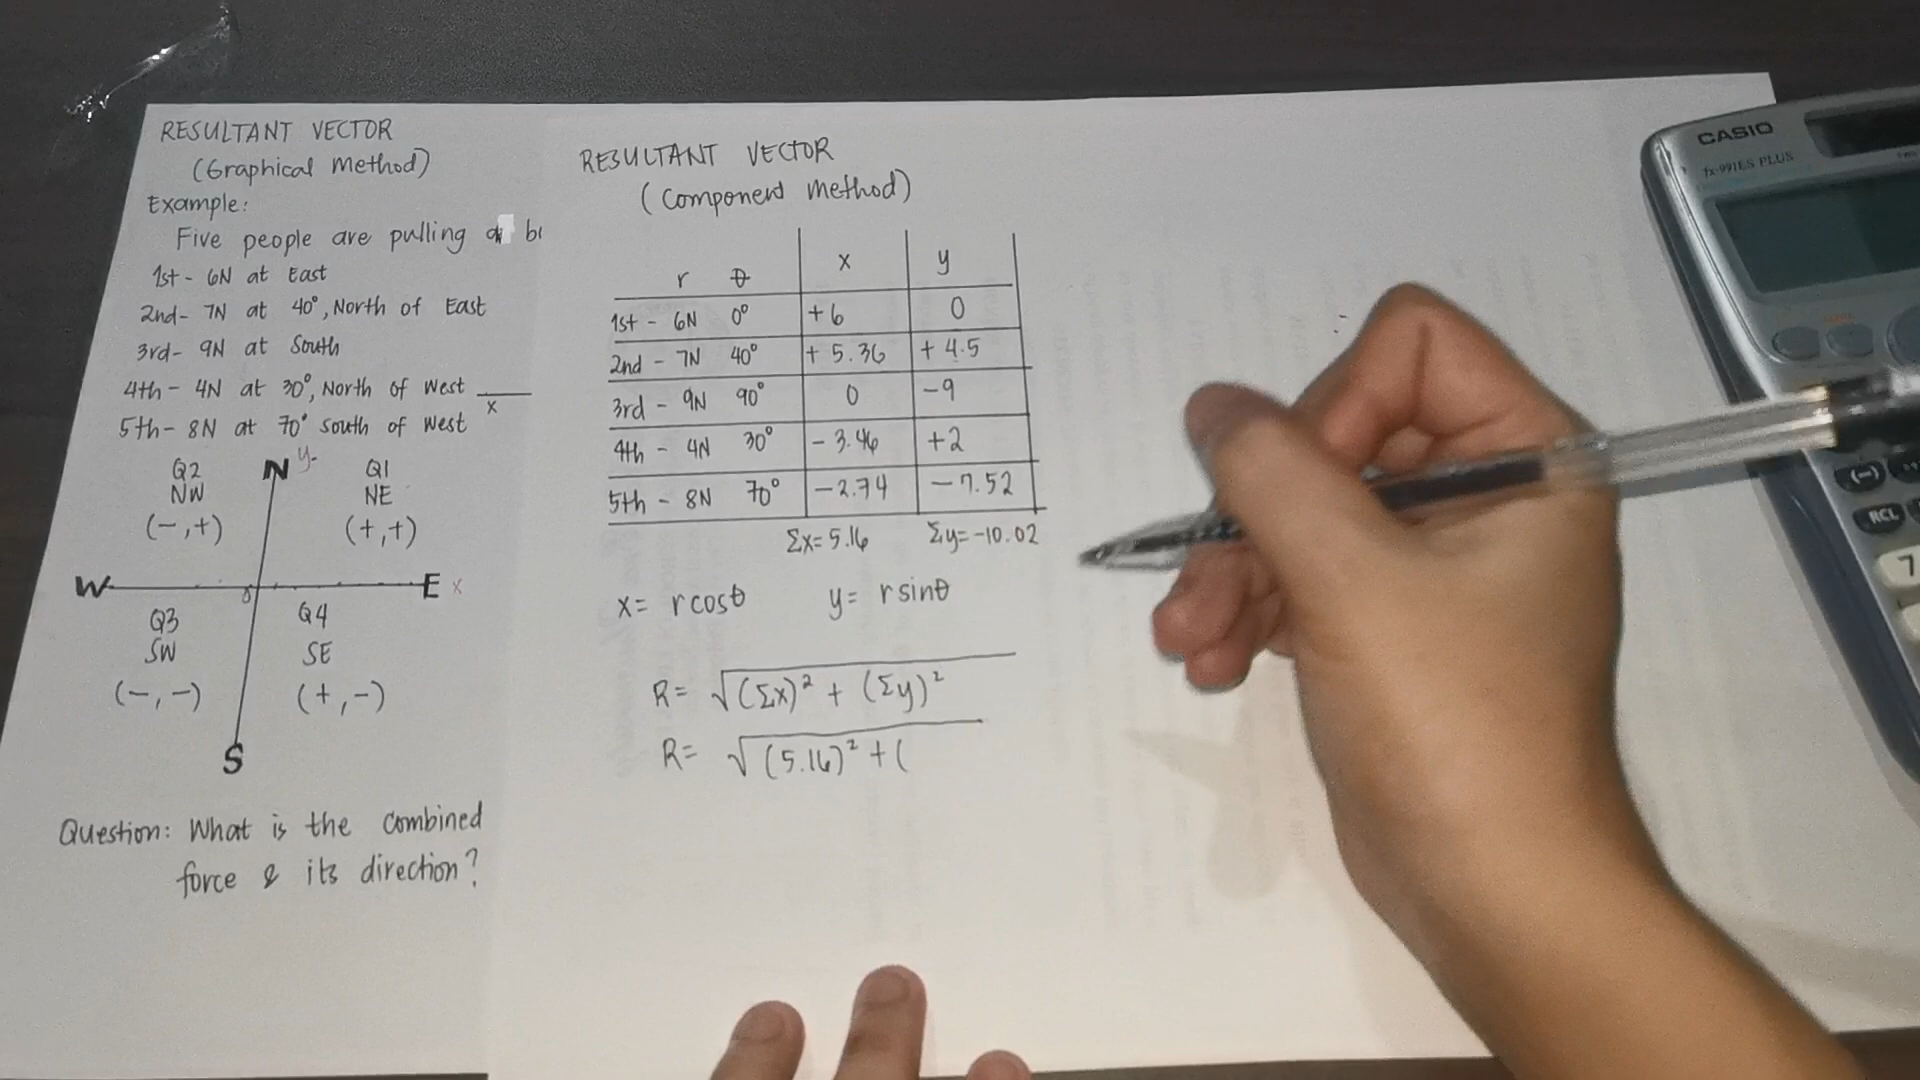 RESULTANT VECTOR
(Graphical Method)
Example:
Five people are pulling a
1st - 6N at East
2nd - 7N at 40°, North of East
3rd - 9N at South
4th - 4N at 30°, North of West
x
5th - 8N at 70° South of West
Q2 N y Q1
NW NE
(-,+) (+,+)
W E x
Q3 Q4
SW SE
(-,-) (+,-)
S
Question: What is the combined
force & its direction?
RESULTANT VECTOR
(Component Method)
r θ x y
1st - 6N 0° +6 0
2nd - 7N 40° +5.36 +4.5
3rd - 9N 90° 0 -9
4th - 4N 30° -3.46 +2
5th - 8N 70° -2.74 -7.52
Σx=5.16 Σy=-10.02
x= rcosθ y= rsinθ
R= √(Σx)² + (Σy)²
R= √(5.16)² + (
CASIO
fx-991ES PLUS
(-)
RCL
7